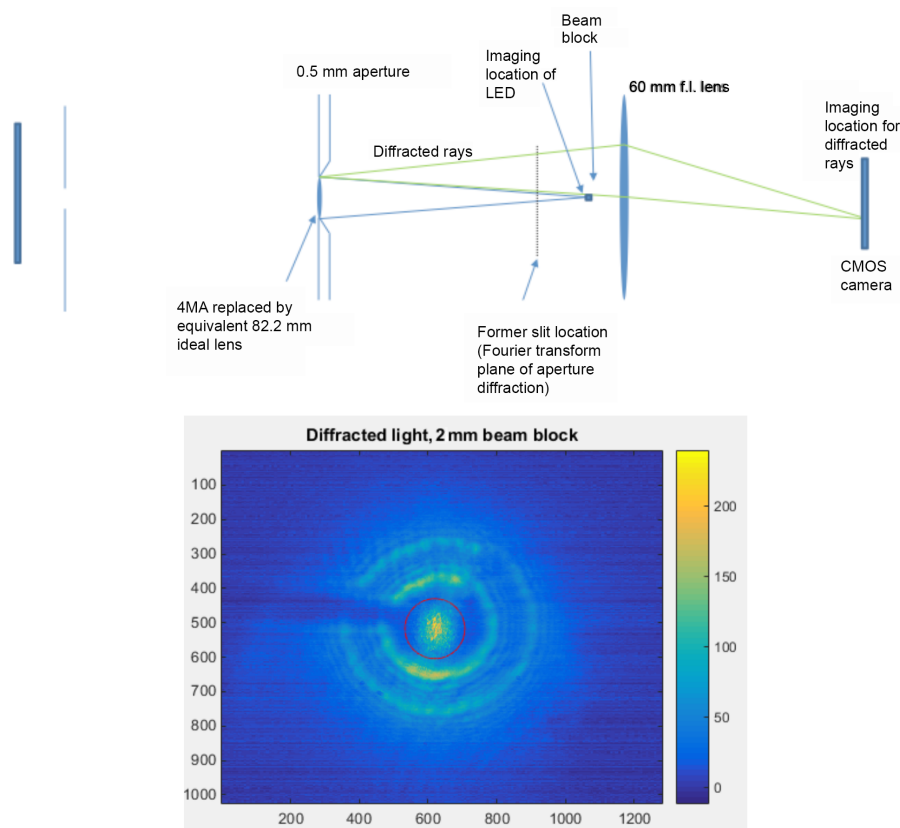 Beam
block
Imaging
location of
LED
0.5 mm aperture
60 mm f.l. lens
Imaging
location for
diffracted
rays
Diffracted rays
CMOS
camera
4MA replaced by
equivalent 82.2 mm
ideal lens
Former slit location
(Fourier transform
plane of aperture
diffraction)
Diffracted light, 2 mm beam block
100
200
300
400
500
600
700
800
900
1000
200
400
600
800
1000
1200
200
150
100
50
0